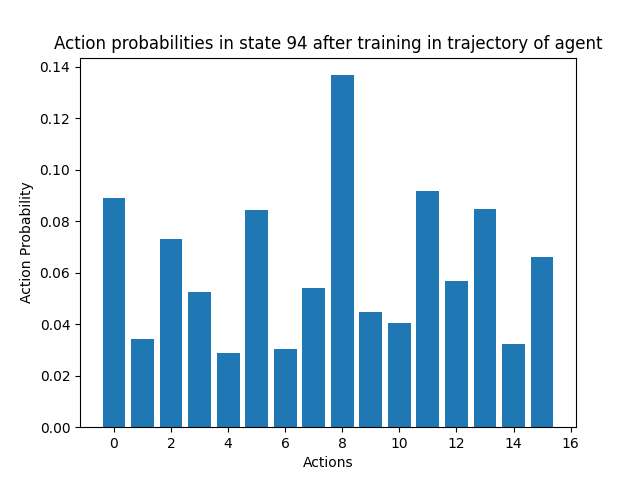 Action probabilities in state 94 after training in trajectory of agent
0.14
0.12
0.10
0.08
0.06
0.04
0.02
0.00
Action Probability
0 2 4 6 8 10 12 14 16
Actions